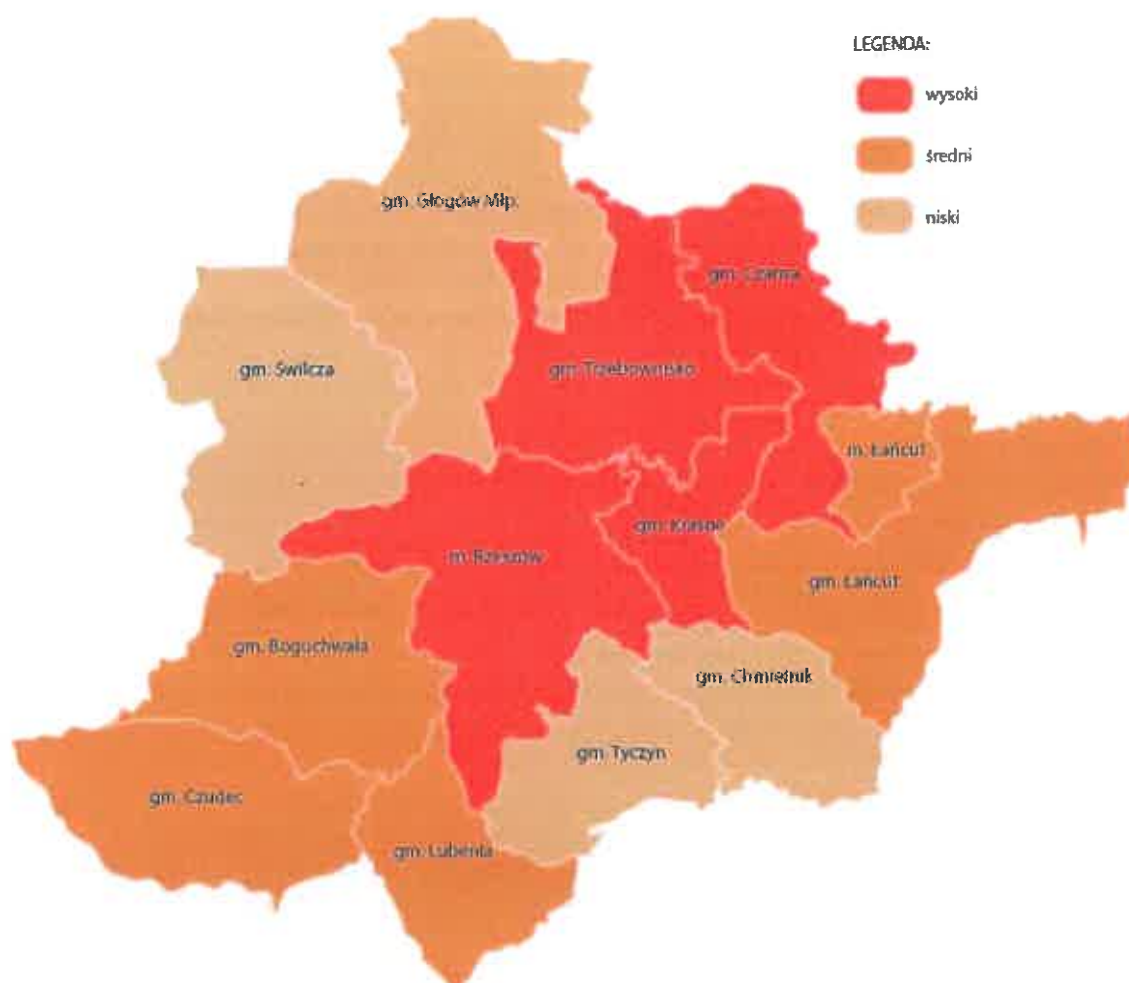 LEGENDA:
wysoki
średni
niski
gm. Głogów Młp.
gm. Czarna
gm. Świlcza
gm. Trzebownisko
m. Łańcut
gm. Krasne
m. Rzeszów
gm. Łańcut
gm. Boguchwała
gm. Chmielnik
gm. Tyczyn
gm. Czudec
gm. Lubenia